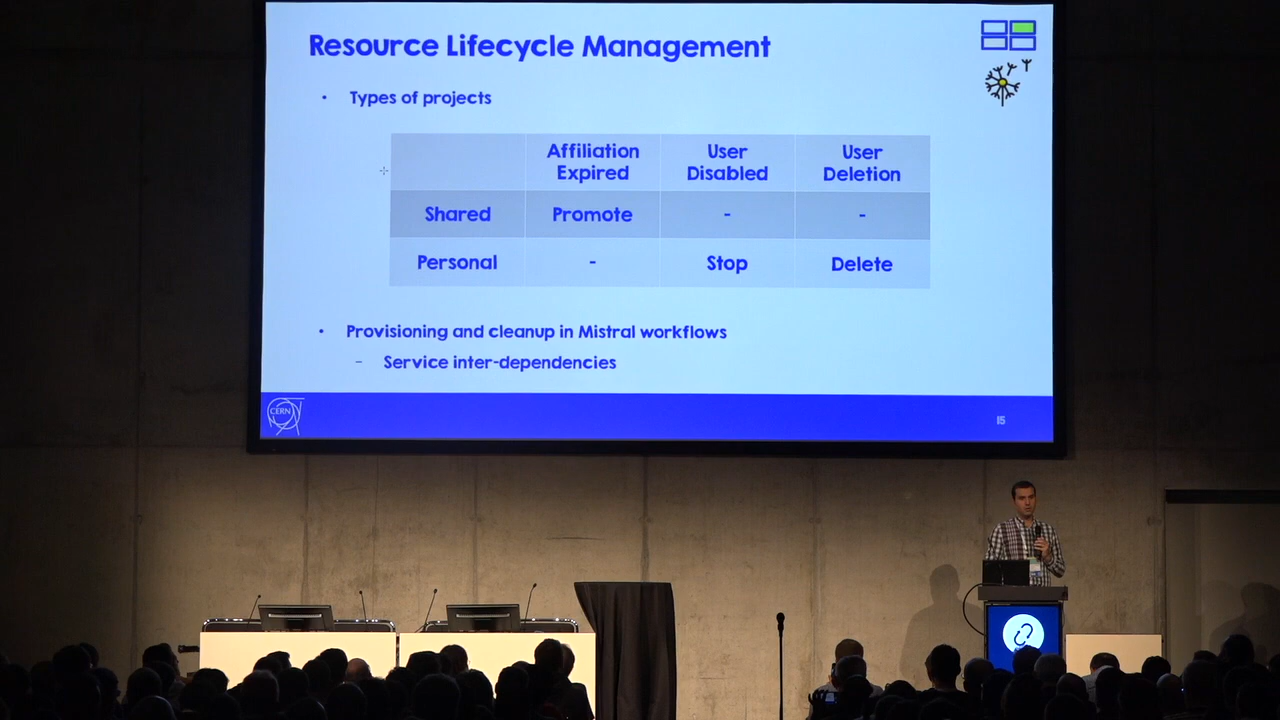 Resource Lifecycle Management
• Types of projects
Affiliation Expired User Disabled User Deletion
Shared Promote - -
Personal - Stop Delete
• Provisioning and cleanup in Mistral workflows
– Service inter-dependencies
CERN
15